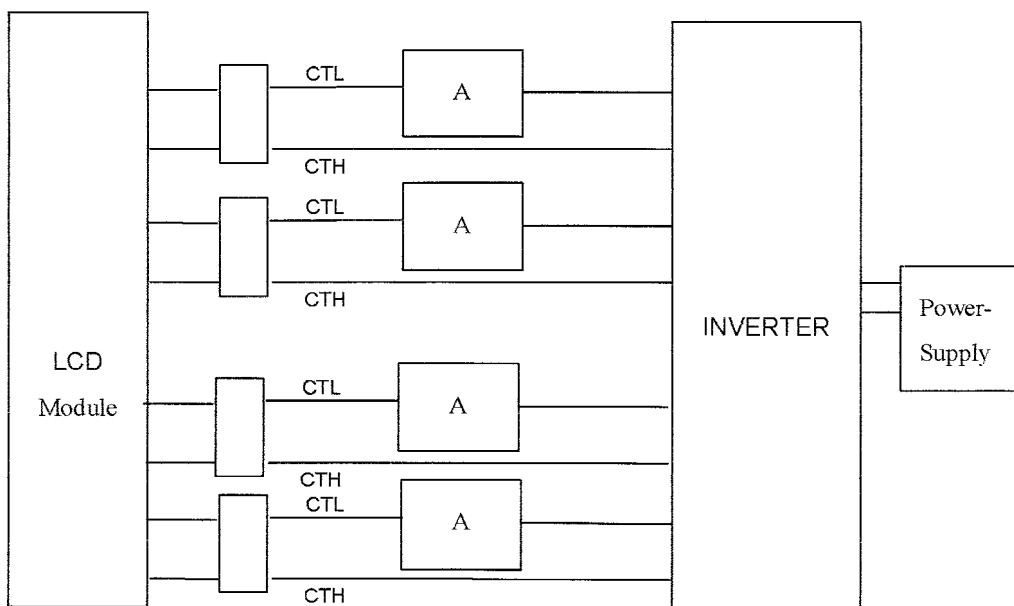 CTL
A
CTH
CTL
A
CTH
LCD
Module
INVERTER
Power-
Supply
CTL
A
CTH
CTL
A
CTH